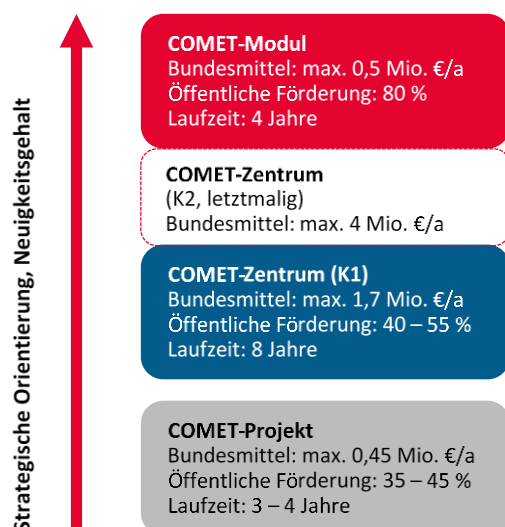 Strategische Orientierung, Neuigkeitsgehalt
COMET-Modul
Bundesmittel: max. 0,5 Mio. €/a
Öffentliche Förderung: 80 %
Laufzeit: 4 Jahre
COMET-Zentrum
(K2, letztmalig)
Bundesmittel: max. 4 Mio. €/a
COMET-Zentrum (K1)
Bundesmittel: max. 1,7 Mio. €/a
Öffentliche Förderung: 40 – 55 %
Laufzeit: 8 Jahre
COMET-Projekt
Bundesmittel: max. 0,45 Mio. €/a
Öffentliche Förderung: 35 – 45 %
Laufzeit: 3 – 4 Jahre